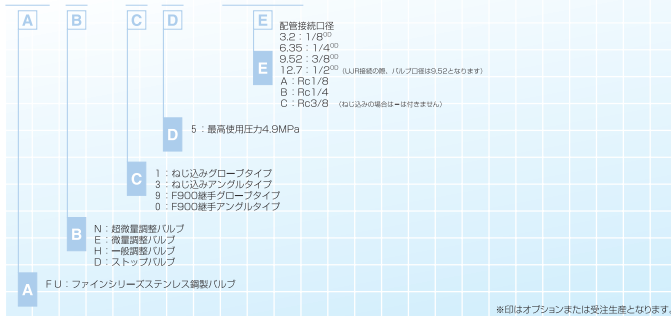 A B C D E
配管接続口径
3.2：1/8⁰⁰
6.35：1/4⁰⁰
9.52：3/8⁰⁰
12.7：1/2⁰⁰（UJR接続の際、バルブ口径は9.52となります）
A：Rc1/8
B：Rc1/4
C：Rc3/8 （ねじ込みの場合は−は付きません）
E
D
5：最高使用圧力4.9MPa
C
1：ねじ込みグローブタイプ
3：ねじ込みアングルタイプ
9：F900継手グローブタイプ
0：F900継手アングルタイプ
B
N：超微量調整バルブ
E：微量調整バルブ
H：一般調整バルブ
D：ストップバルブ
A
FU：ファインシリーズステンレス鋼製バルブ
※印はオプションまたは受注生産となります。